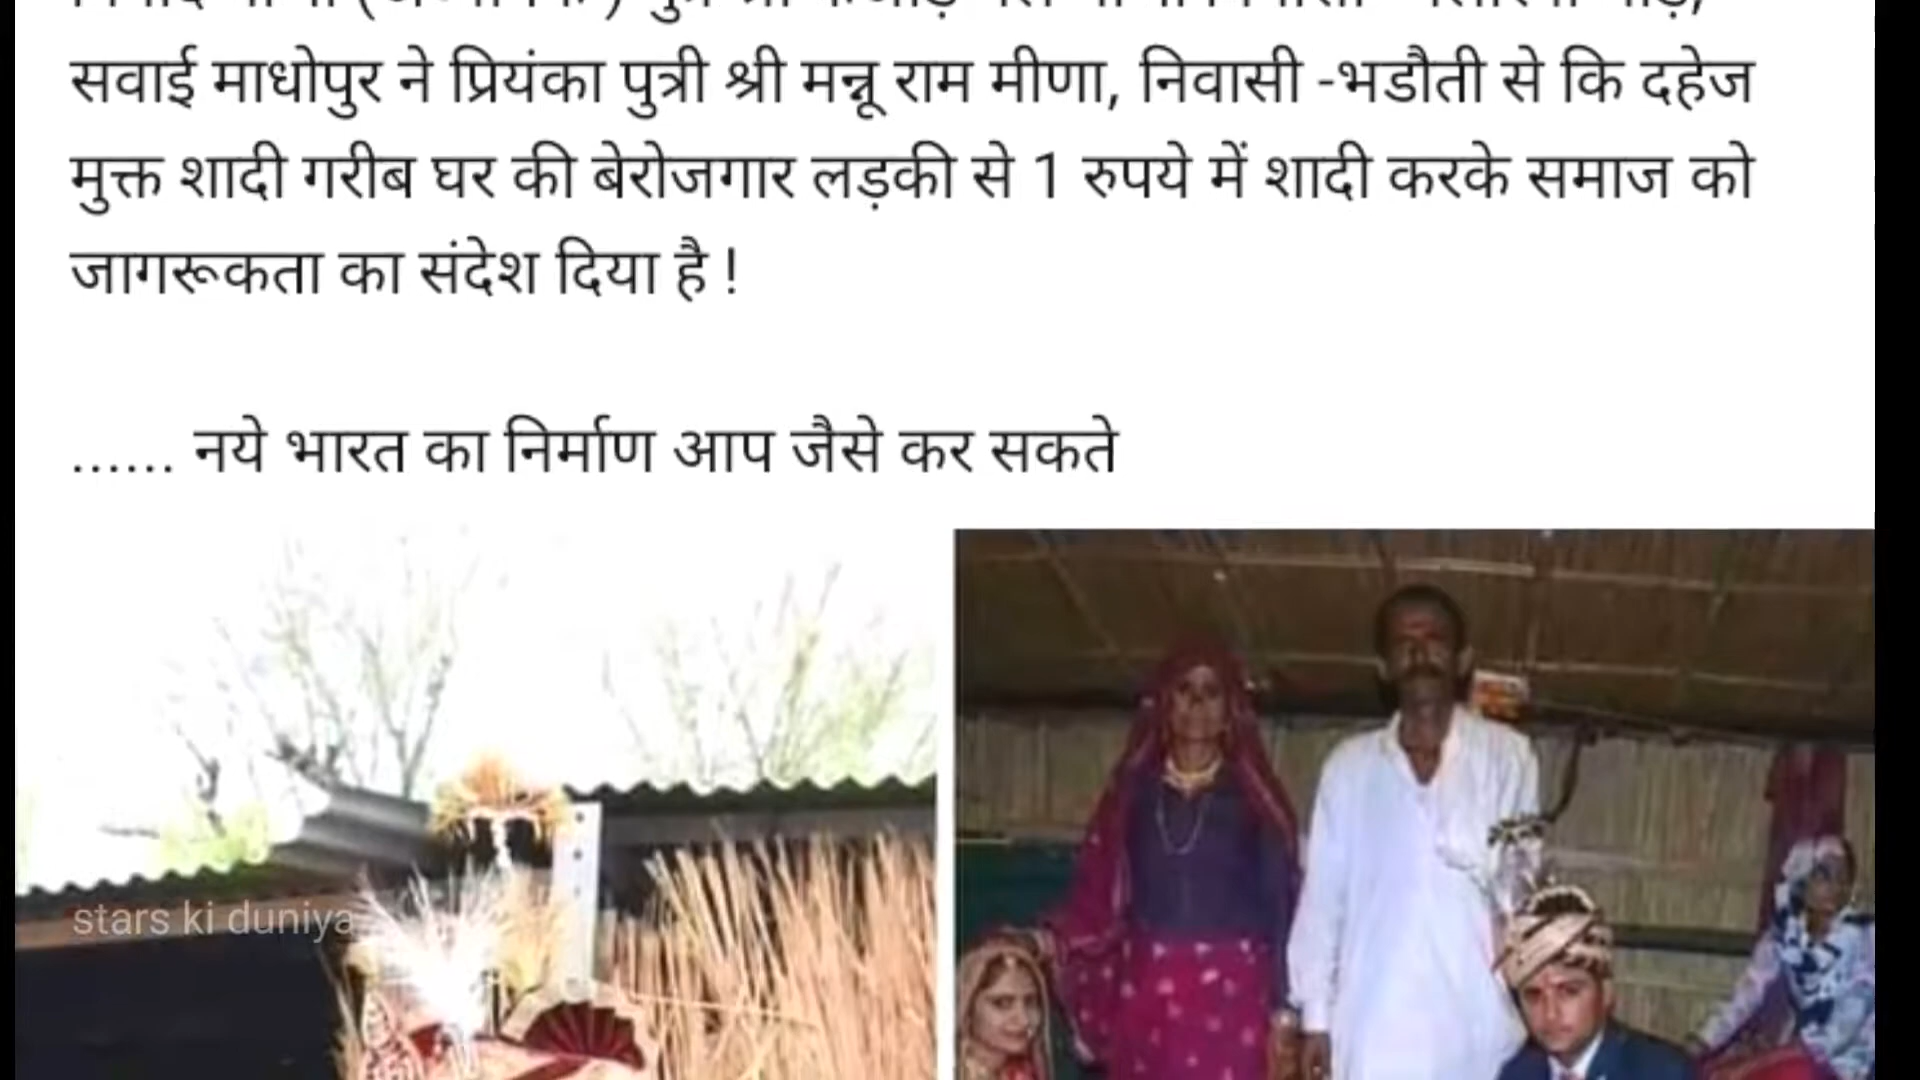 सवाई माधोपुर ने प्रियंका पुत्री श्री मन्नू राम मीणा, निवासी -भडौती से कि दहेज
मुक्त शादी गरीब घर की बेरोजगार लड़की से 1 रुपये में शादी करके समाज को
जागरूकता का संदेश दिया है !
...... नये भारत का निर्माण आप जैसे कर सकते
stars ki duniya